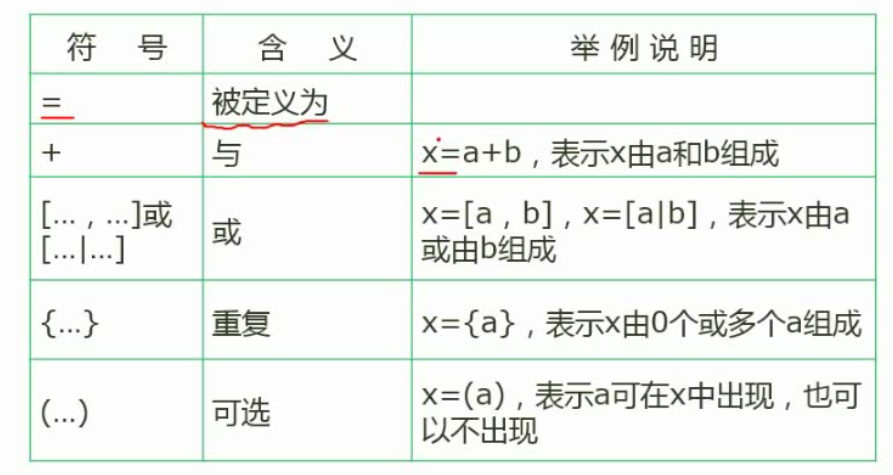 符 号 含 义 举 例 说 明
= 被定义为
+ 与 x=a+b，表示x由a和b组成
[…，…]或
[…|…]
或
x=[a，b]，x=[a|b]，表示x由a
或由b组成
{…} 重复 x={a}，表示x由0个或多个a组成
(…) 可选
x=(a)，表示a可在x中出现，也可
以不出现